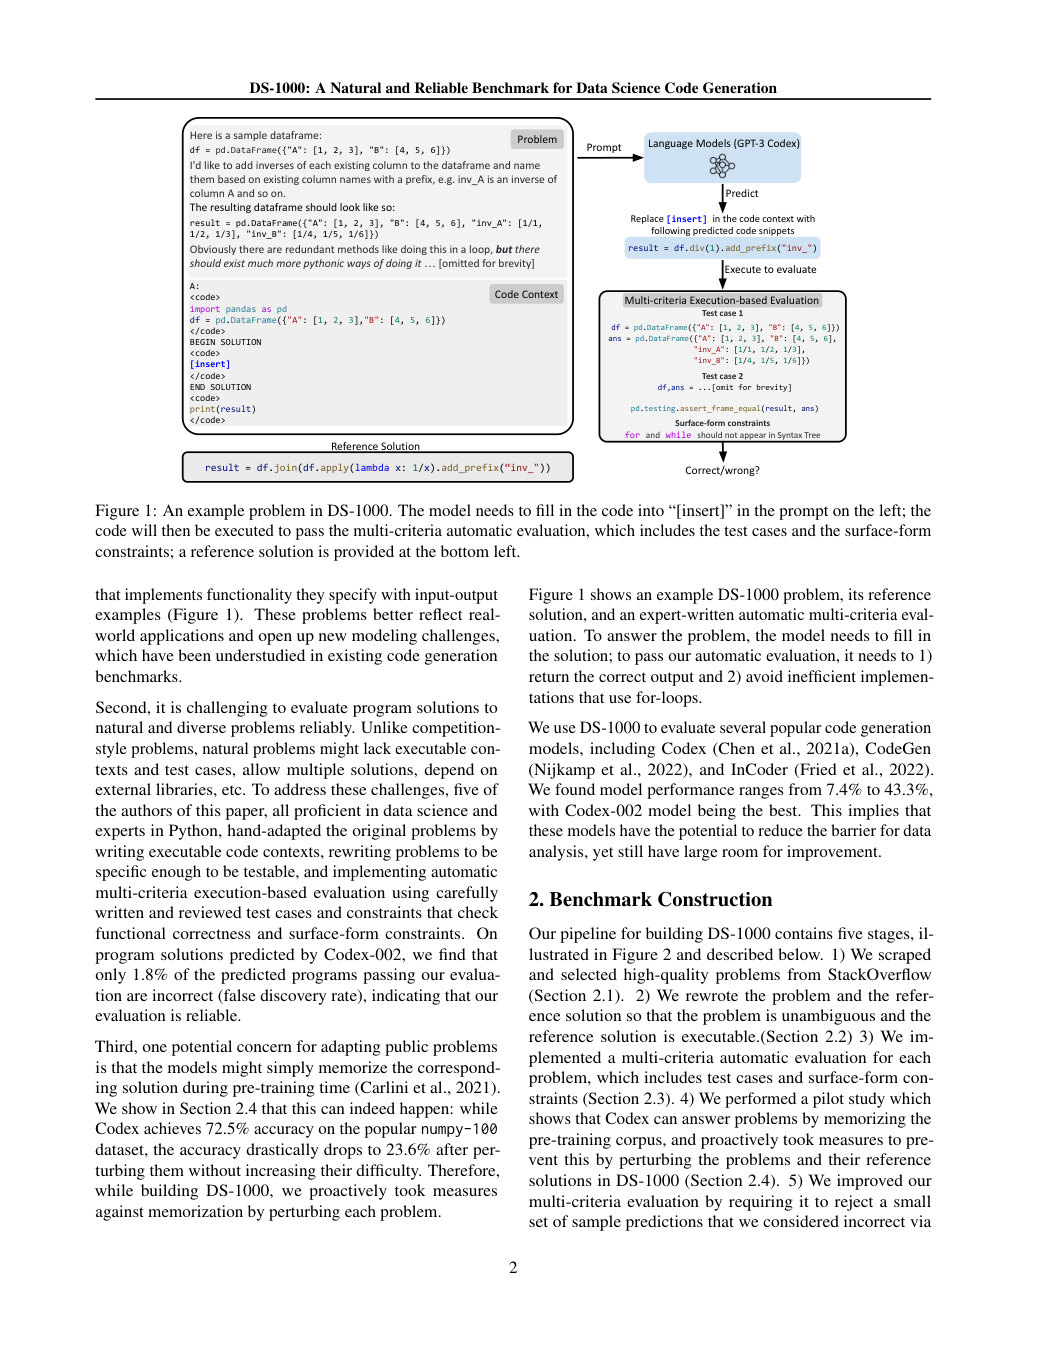 DS-1000: A Natural and Reliable Benchmark for Data Science Code Generation
Problem
Here is a sample dataframe:
df = pd.DataFrame({"A": [1, 2, 3], "B": [4, 5, 6]})
I'd like to add inverses of each existing column to the dataframe and name
them based on existing column names with a prefix, e.g. inv_A is an inverse of
column A and so on.
The resulting dataframe should look like so:
result = pd.DataFrame({"A": [1, 2, 3], "B": [4, 5, 6], "inv_A": [1/1,
1/2, 1/3], "inv_B": [1/4, 1/5, 1/6]})
Obviously there are redundant methods like doing this in a loop, but there
should exist much more pythonic ways of doing it … [omitted for brevity]
Code Context
A:
<code>
import pandas as pd
df = pd.DataFrame({"A": [1, 2, 3],"B": [4, 5, 6]})
</code>
BEGIN SOLUTION
<code>
[insert]
</code>
END SOLUTION
<code>
print(result)
</code>
Reference Solution
result = df.join(df.apply(lambda x: 1/x).add_prefix(“inv_"))
Prompt
Language Models (GPT-3 Codex)
Predict
Replace [insert] in the code context with
following predicted code snippets
result = df.div(1).add_prefix("inv_")
Execute to evaluate
Multi-criteria Execution-based Evaluation
Test case 1
df = pd.DataFrame({"A": [1, 2, 3], "B": [4, 5, 6]})
ans = pd.DataFrame({"A": [1, 2, 3], "B": [4, 5, 6],
"inv_A": [1/1, 1/2, 1/3],
"inv_B": [1/4, 1/5, 1/6]})
Test case 2
df,ans = ...[omit for brevity]
pd.testing.assert_frame_equal(result, ans)
Surface-form constraints
for and while should not appear in Syntax Tree
Correct/wrong?
Figure 1: An example problem in DS-1000. The model needs to fill in the code into “[insert]” in the prompt on the left; the
code will then be executed to pass the multi-criteria automatic evaluation, which includes the test cases and the surface-form
constraints; a reference solution is provided at the bottom left.
that implements functionality they specify with input-output
examples (Figure 1). These problems better reflect real-
world applications and open up new modeling challenges,
which have been understudied in existing code generation
benchmarks.
Second, it is challenging to evaluate program solutions to
natural and diverse problems reliably. Unlike competition-
style problems, natural problems might lack executable con-
texts and test cases, allow multiple solutions, depend on
external libraries, etc. To address these challenges, five of
the authors of this paper, all proficient in data science and
experts in Python, hand-adapted the original problems by
writing executable code contexts, rewriting problems to be
specific enough to be testable, and implementing automatic
multi-criteria execution-based evaluation using carefully
written and reviewed test cases and constraints that check
functional correctness and surface-form constraints. On
program solutions predicted by Codex-002, we find that
only 1.8% of the predicted programs passing our evalua-
tion are incorrect (false discovery rate), indicating that our
evaluation is reliable.
Third, one potential concern for adapting public problems
is that the models might simply memorize the correspond-
ing solution during pre-training time (Carlini et al., 2021).
We show in Section 2.4 that this can indeed happen: while
Codex achieves 72.5% accuracy on the popular numpy-100
dataset, the accuracy drastically drops to 23.6% after per-
turbing them without increasing their difficulty. Therefore,
while building DS-1000, we proactively took measures
against memorization by perturbing each problem.
Figure 1 shows an example DS-1000 problem, its reference
solution, and an expert-written automatic multi-criteria eval-
uation. To answer the problem, the model needs to fill in
the solution; to pass our automatic evaluation, it needs to 1)
return the correct output and 2) avoid inefficient implemen-
tations that use for-loops.
We use DS-1000 to evaluate several popular code generation
models, including Codex (Chen et al., 2021a), CodeGen
(Nijkamp et al., 2022), and InCoder (Fried et al., 2022).
We found model performance ranges from 7.4% to 43.3%,
with Codex-002 model being the best. This implies that
these models have the potential to reduce the barrier for data
analysis, yet still have large room for improvement.
2. Benchmark Construction
Our pipeline for building DS-1000 contains five stages, il-
lustrated in Figure 2 and described below. 1) We scraped
and selected high-quality problems from StackOverflow
(Section 2.1). 2) We rewrote the problem and the refer-
ence solution so that the problem is unambiguous and the
reference solution is executable.(Section 2.2) 3) We im-
plemented a multi-criteria automatic evaluation for each
problem, which includes test cases and surface-form con-
straints (Section 2.3). 4) We performed a pilot study which
shows that Codex can answer problems by memorizing the
pre-training corpus, and proactively took measures to pre-
vent this by perturbing the problems and their reference
solutions in DS-1000 (Section 2.4). 5) We improved our
multi-criteria evaluation by requiring it to reject a small
set of sample predictions that we considered incorrect via
2